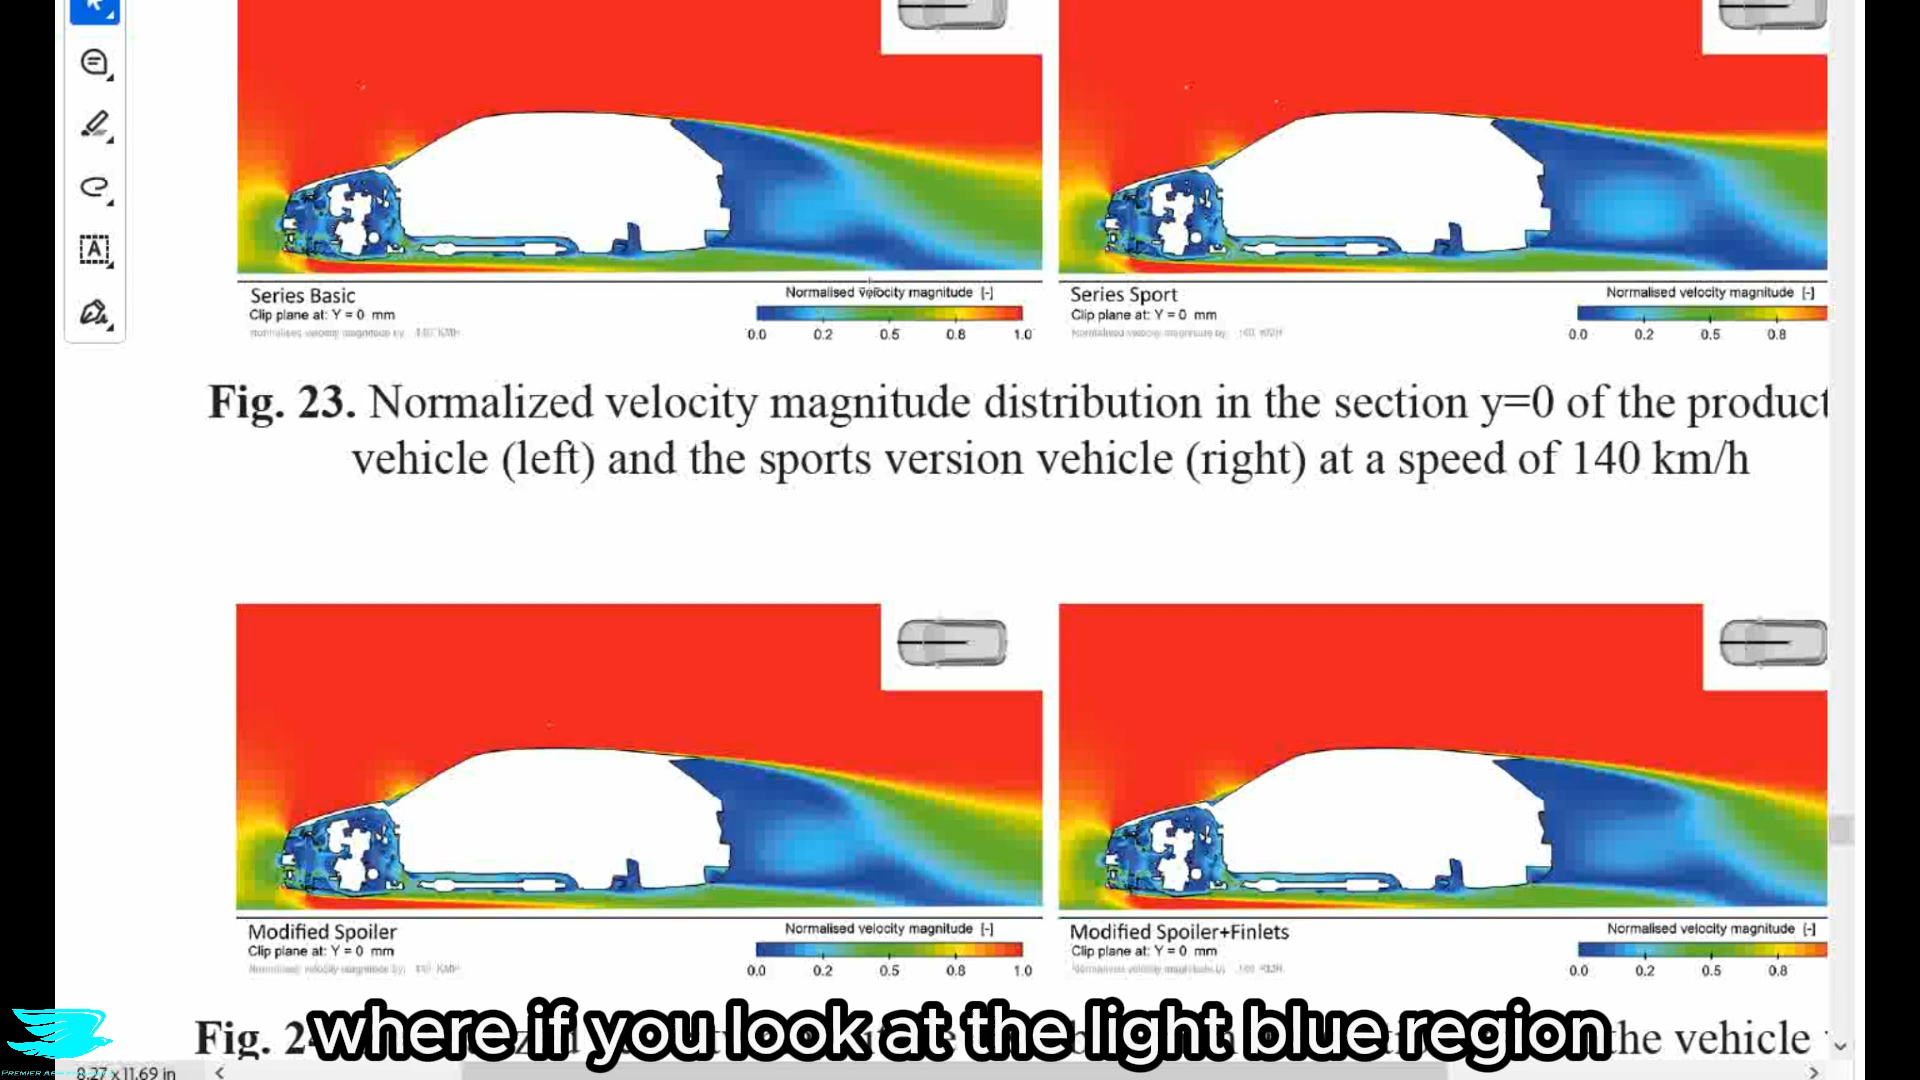 Series Basic
Clip plane at: Y = 0 mm
Normalised velocity magnitude [-]
0.0 0.2 0.5 0.8 1.0
Series Sport
Clip plane at: Y = 0 mm
Normalised velocity magnitude [-]
0.0 0.2 0.5 0.8
Fig. 23. Normalized velocity magnitude distribution in the section y=0 of the product
vehicle (left) and the sports version vehicle (right) at a speed of 140 km/h
Modified Spoiler
Clip plane at: Y = 0 mm
Normalised velocity magnitude [-]
0.0 0.2 0.5 0.8 1.0
Modified Spoiler+Finlets
Clip plane at: Y = 0 mm
Normalised velocity magnitude [-]
0.0 0.2 0.5 0.8
Fig. the vehicle
where if you look at the light blue region
8.27 x 11.69 in